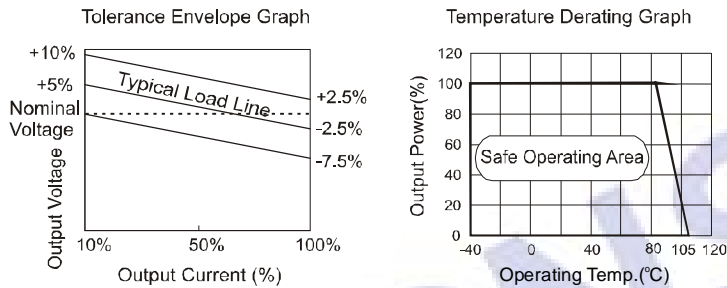 Tolerance Envelope Graph
+10%
+5%
Nominal
Voltage
Output Voltage
Typical Load Line
+2.5%
-2.5%
-7.5%
10%
50%
100%
Output Current (%)
Temperature Derating Graph
120
100
80
60
40
20
0
Output Power(%)
Safe Operating Area
-40
0
40
80
105
120
Operating Temp.(°C)